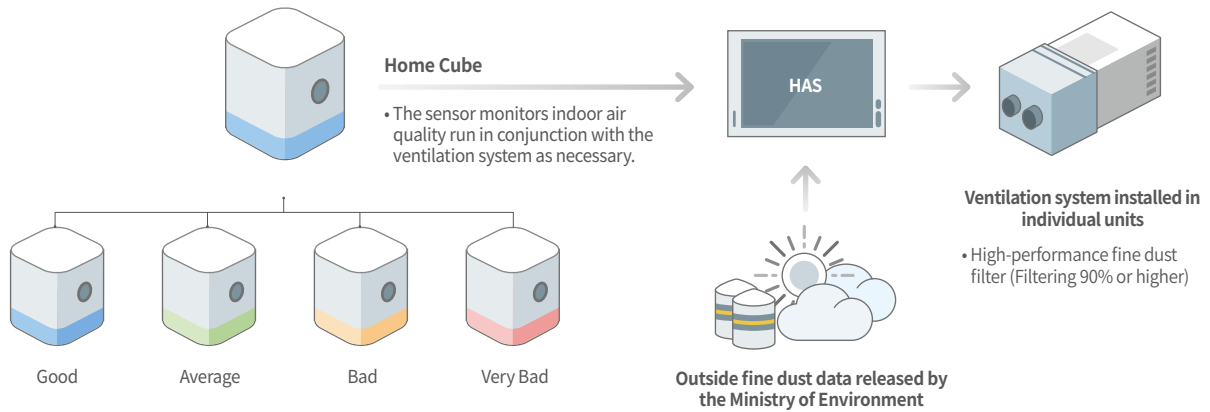 Home Cube
• The sensor monitors indoor air
quality run in conjunction with the
ventilation system as necessary.
HAS
Ventilation system installed in
individual units
• High-performance fine dust
filter (Filtering 90% or higher)
Good
Average
Bad
Very Bad
Outside fine dust data released by
the Ministry of Environment